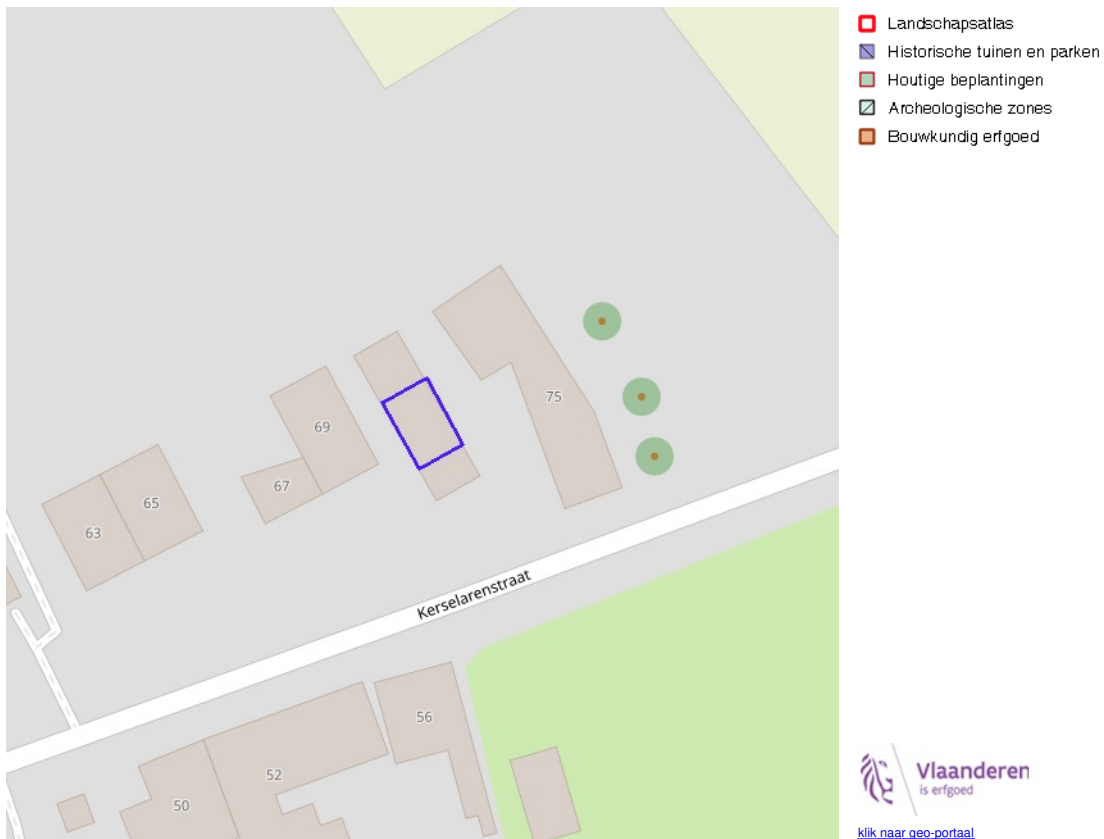 Landschapsatlas
Historische tuinen en parken
Houtige beplantingen
Archeologische zones
Bouwkundig erfgoed
75
69
67
65
63
Kerselarenstraat
56
52
50
Vlaanderen
is erfgoed
klik naar geo-portaal